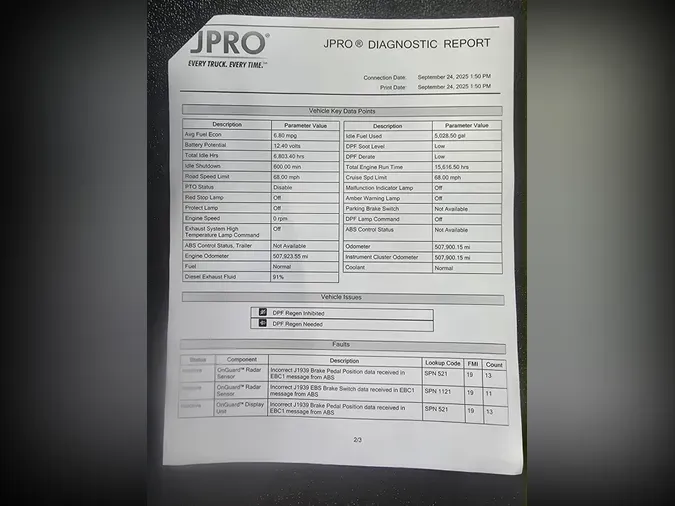 JPRO®
EVERY TRUCK. EVERY TIME.™
JPRO ® DIAGNOSTIC REPORT
Connection Date: September 24, 2025 1:50 PM
Print Date: September 24, 2025 1:50 PM
Vehicle Key Data Points
Description Parameter Value Description Parameter Value
Avg Fuel Econ 6.80 mpg Idle Fuel Used 5,028.50 gal
Battery Potential 12.40 volts DPF Soot Level Low
Total Idle Hrs 6,803.40 hrs DPF Derate Low
Idle Shutdown 600.00 min Total Engine Run Time 15,616.50 hrs
Road Speed Limit 68.00 mph Cruise Spd Limit 68.00 mph
PTO Status Disable Malfunction Indicator Lamp Off
Red Stop Lamp Off Amber Warning Lamp Off
Protect Lamp Off Parking Brake Switch Not Available
Engine Speed 0 rpm DPF Lamp Command Off
Exhaust System High Off ABS Control Status Not Available
Temperature Lamp Command
ABS Control Status, Trailer Not Available Odometer 507,900.15 mi
Engine Odometer 507,923.55 mi Instrument Cluster Odometer 507,900.15 mi
Fuel Normal Coolant Normal
Diesel Exhaust Fluid 91%
Vehicle Issues
DPF Regen Inhibited
DPF Regen Needed
Faults
Status Component Description Lookup Code FMI Count
OnGuard™ Radar Incorrect J1939 Brake Pedal Position data received in SPN 521 19 13
Sensor EBC1 message from ABS
OnGuard™ Radar Incorrect J1939 EBS Brake Switch data received in EBC1 SPN 1121 19 11
Sensor message from ABS
OnGuard™ Display Incorrect J1939 Brake Pedal Position data received in SPN 521 19 13
Unit EBC1 message from ABS
2/3